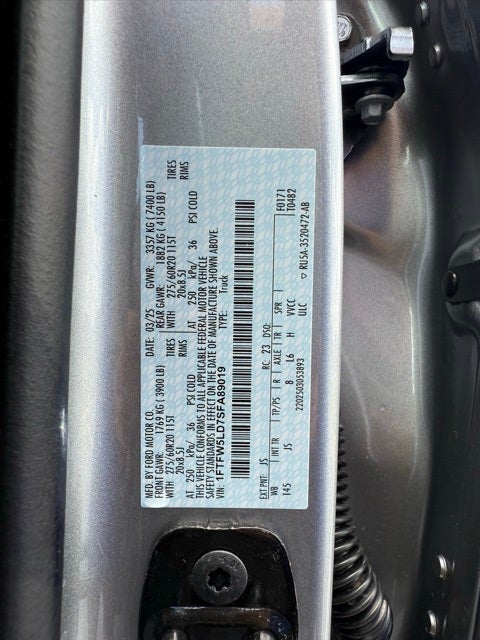 MFD. BY FORD MOTOR CO. DATE: 03/25 GVWR: 3357 KG (7400 LB)
FRONT GAWR: 1769 KG (3900 LB) REAR GAWR: 1882 KG (4150 LB)
WITH 275/60R20 115T TIRES WITH 275/60R20 115T TIRES
20x8.5J RIMS 20x8.5J RIMS
AT 250 kPa/ 36 PSI COLD AT 250 kPa/ 36 PSI COLD
THIS VEHICLE CONFORMS TO ALL APPLICABLE FEDERAL MOTOR VEHICLE
SAFETY STANDARDS IN EFFECT ON THE DATE OF MANUFACTURE SHOWN ABOVE.
VIN: 1FTFW5LD7SFA89019 TYPE: Truck
EXT PNT: JS RC: 23 DSO: F0171
WB INT TR TP/PS R AXLE TR SPR T0482
145 JS 8 L6 H VVCC
ULC
2202503053893 ▽ RU5A-3520472-AB